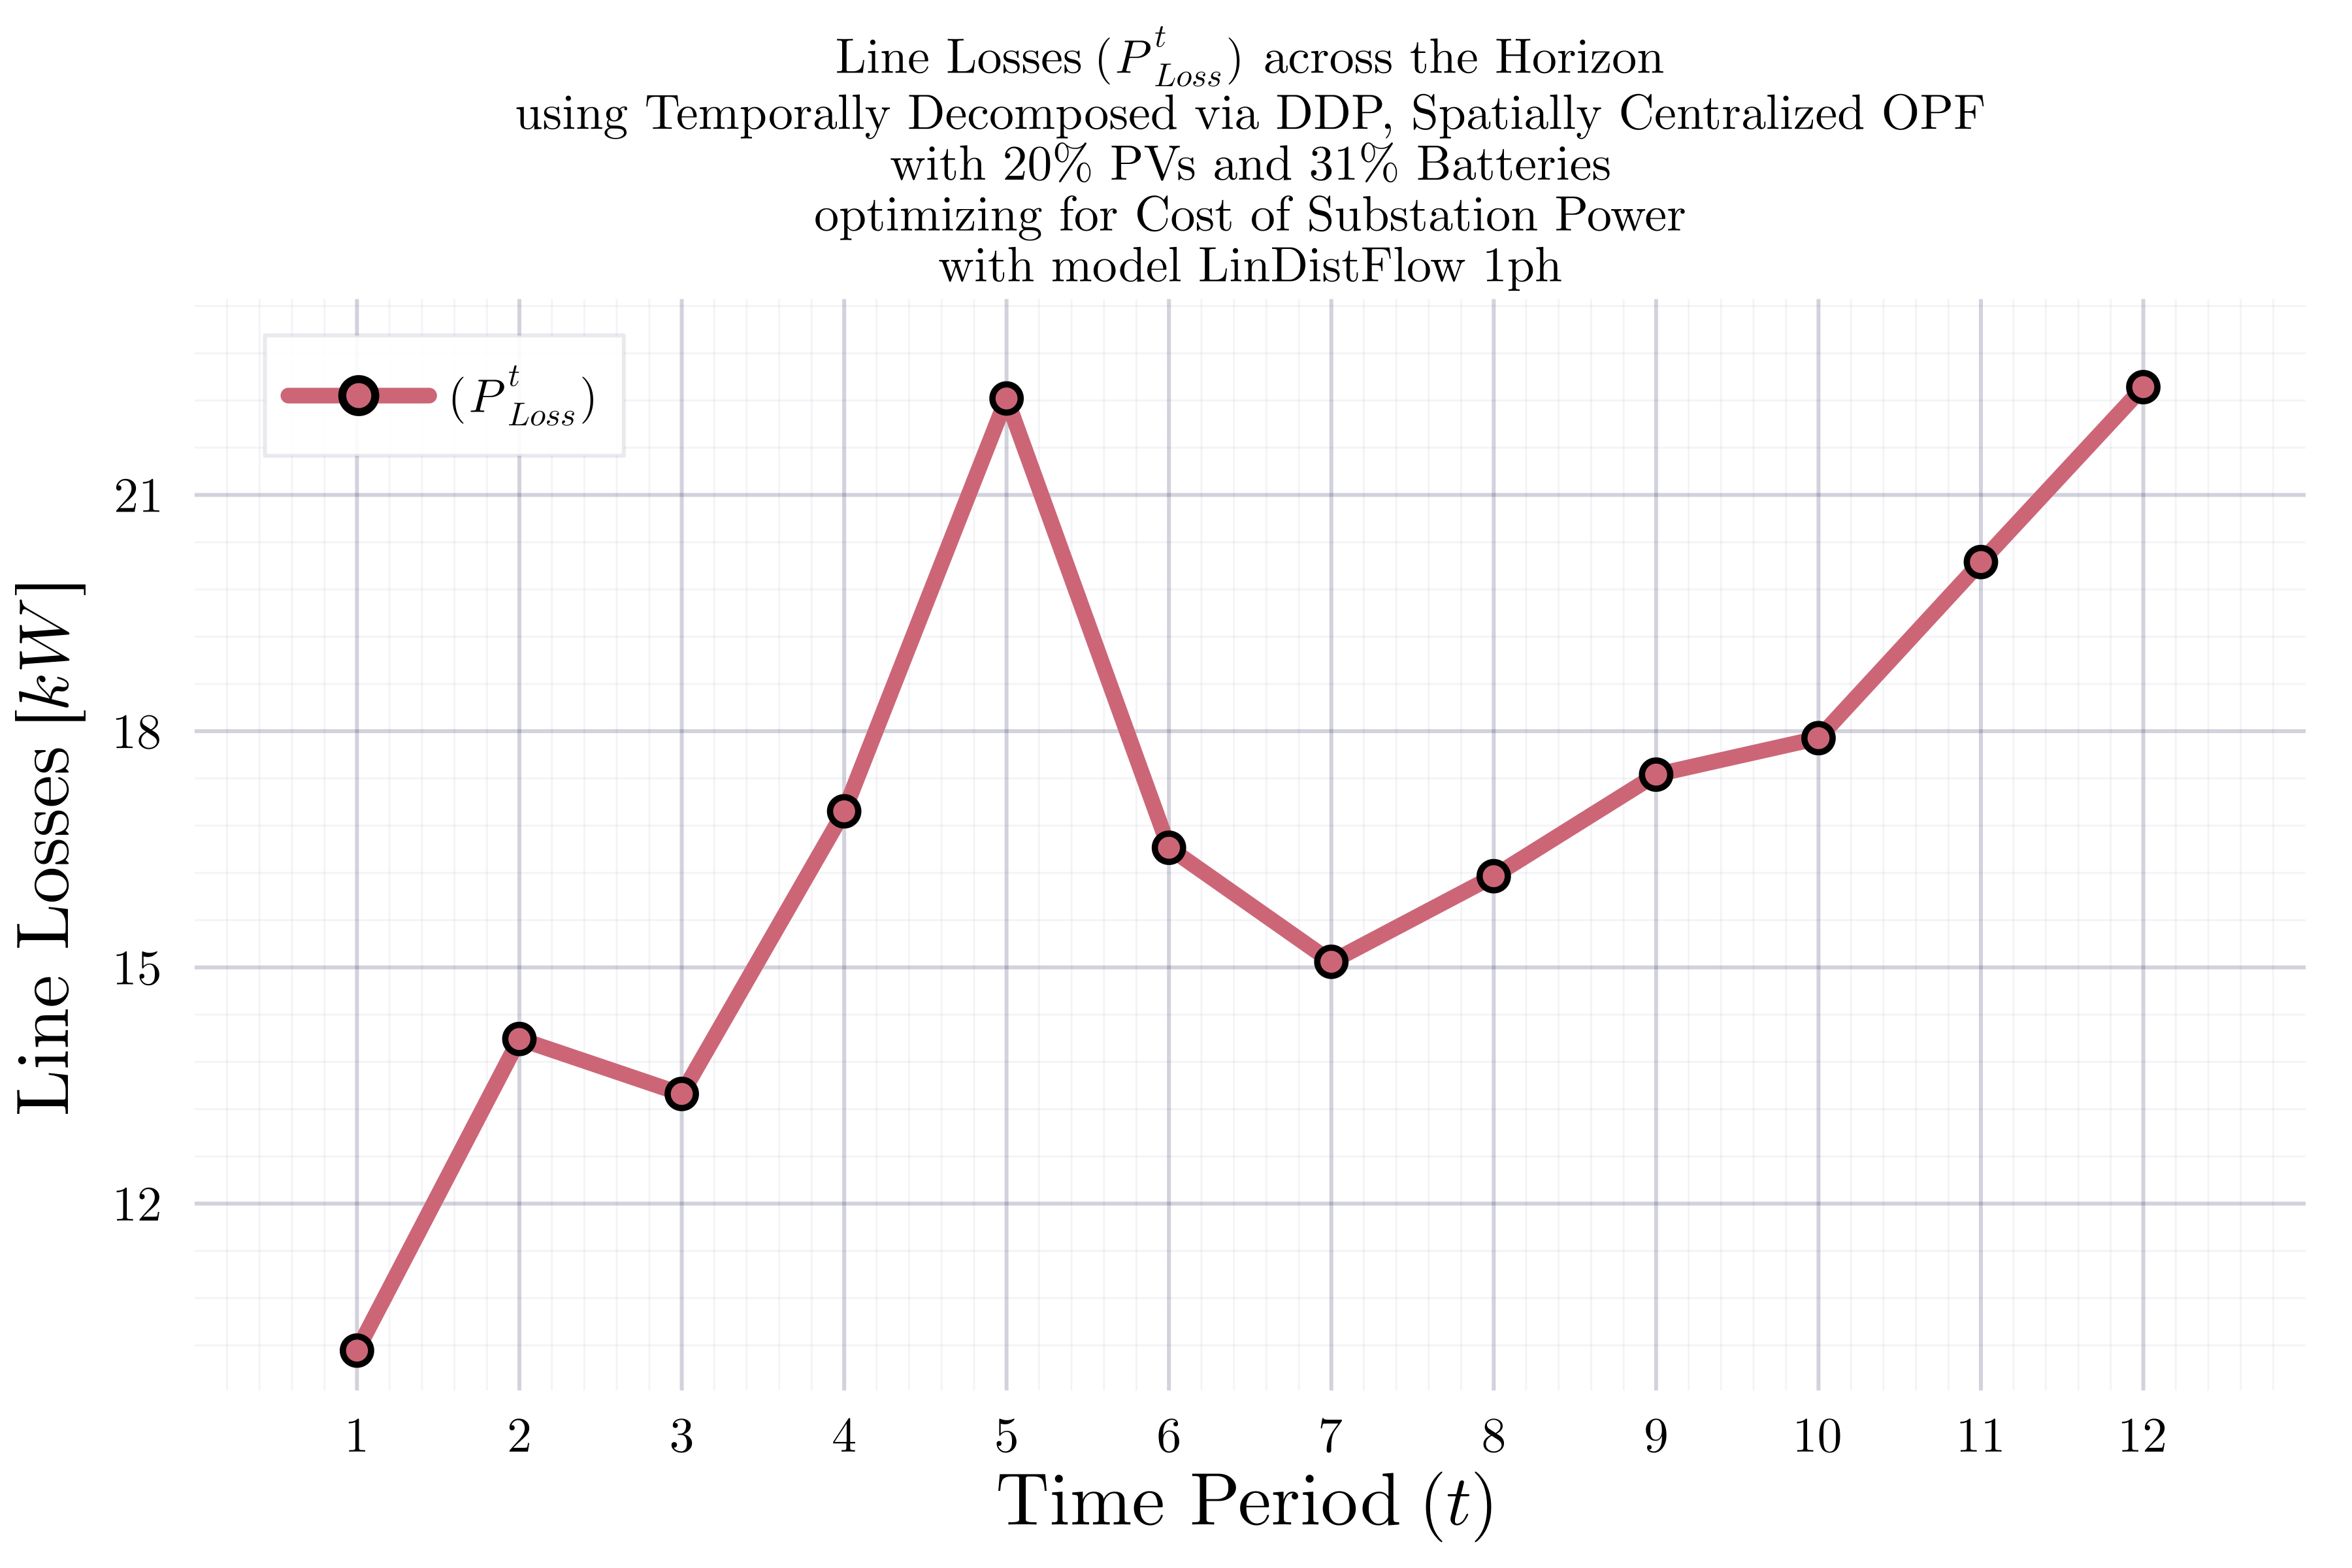 Line Losses (P^t_Loss) across the Horizon
using Temporally Decomposed via DDP, Spatially Centralized OPF
with 20% PVs and 31% Batteries
optimizing for Cost of Substation Power
with model LinDistFlow 1ph
(P^t_Loss)
21
18
15
12
Line Losses [kW]
1 2 3 4 5 6 7 8 9 10 11 12
Time Period (t)